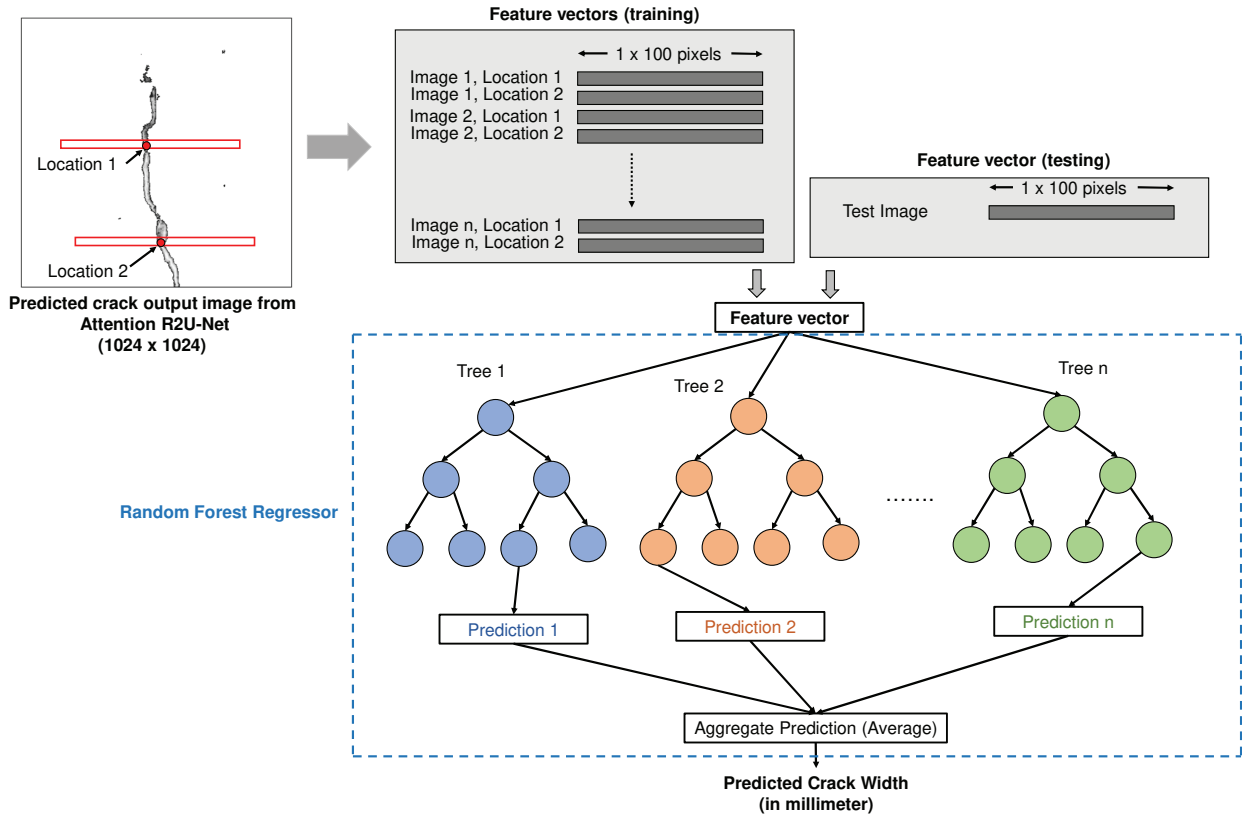 Feature vectors (training)
1 x 100 pixels
Image 1, Location 1
Image 1, Location 2
Image 2, Location 1
Image 2, Location 2
Image n, Location 1
Image n, Location 2
Location 1
Location 2
Predicted crack output image from
Attention R2U-Net
(1024 x 1024)
Feature vector (testing)
1 x 100 pixels
Test Image
Feature vector
Tree 1
Tree 2
Tree n
.......
Random Forest Regressor
Prediction 1
Prediction 2
Prediction n
Aggregate Prediction (Average)
Predicted Crack Width
(in millimeter)